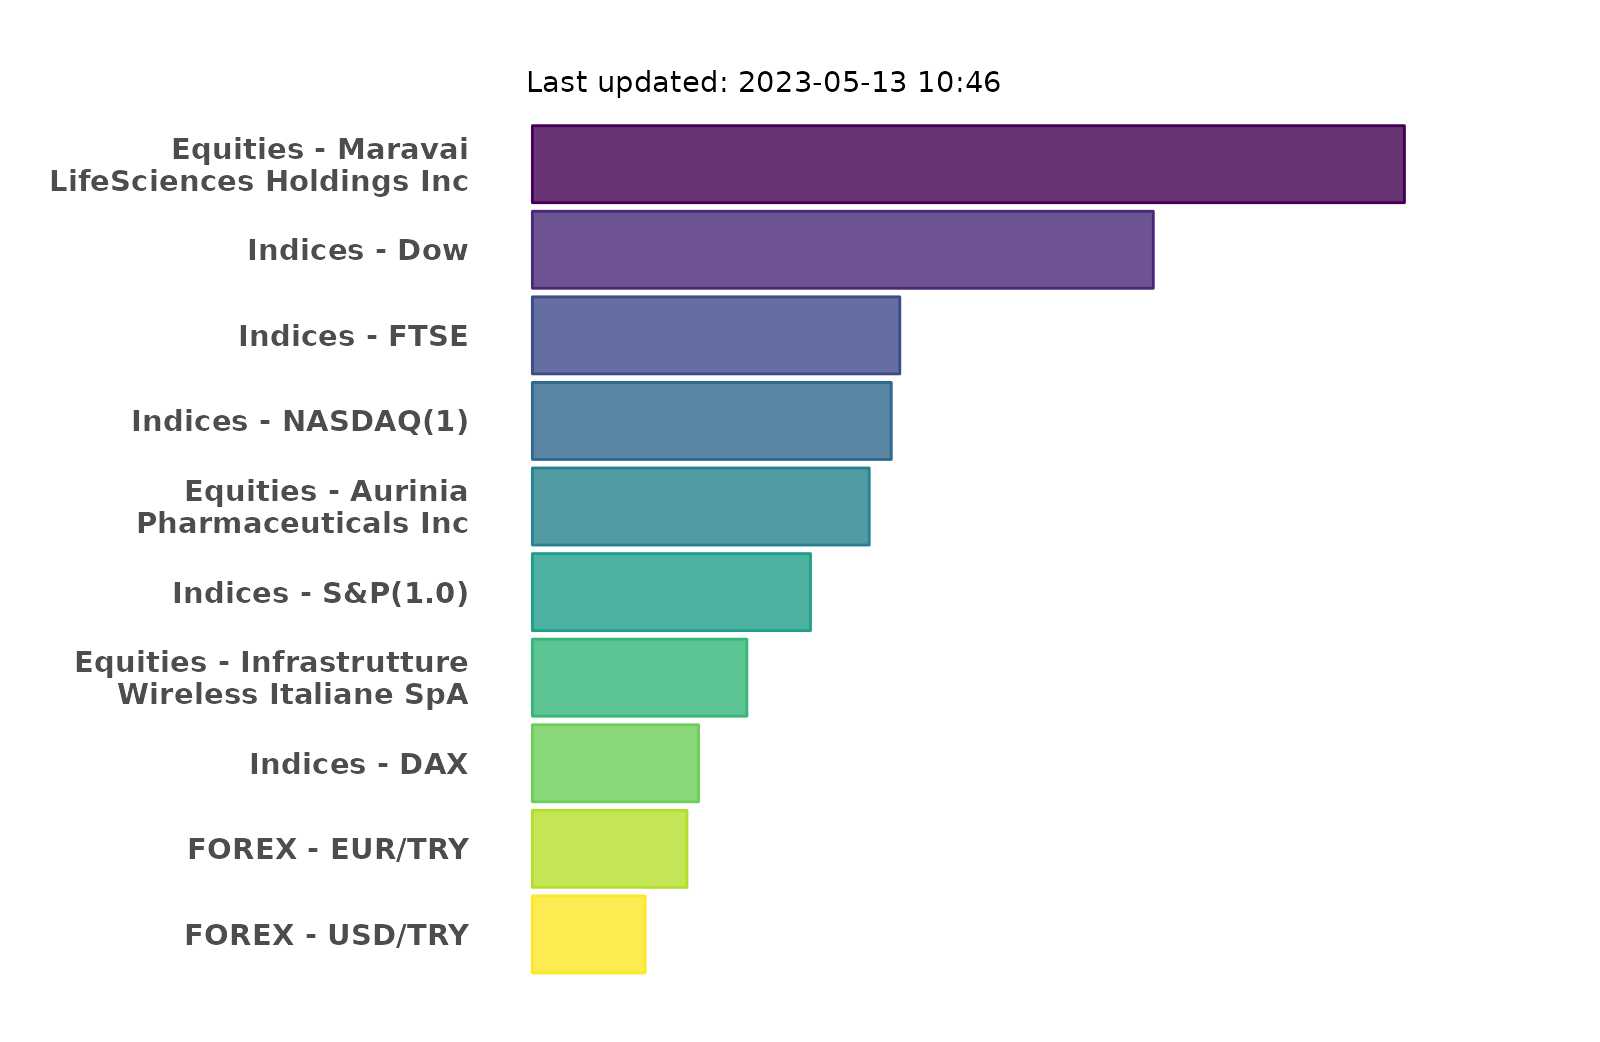 Last updated: 2023-05-13 10:46
Equities - Maravai
LifeSciences Holdings Inc
Indices - Dow
Indices - FTSE
Indices - NASDAQ(1)
Equities - Aurinia
Pharmaceuticals Inc
Indices - S&P(1.0)
Equities - Infrastrutture
Wireless Italiane SpA
Indices - DAX
FOREX - EUR/TRY
FOREX - USD/TRY